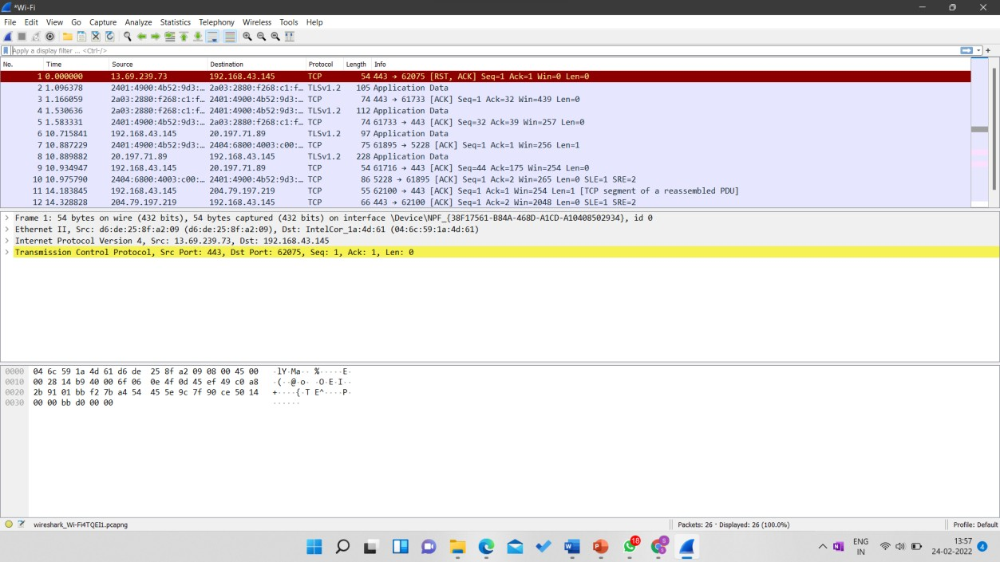 *Wi-Fi
File Edit View Go Capture Analyze Statistics Telephony Wireless Tools Help
Apply a display filter ... <Ctrl-/>
No. Time Source Destination Protocol Length Info
1 0.000000 13.69.239.73 192.168.43.145 TCP 54 443 → 62075 [RST, ACK] Seq=1 Ack=1 Win=0 Len=0
2 1.096378 2401:4900:4b52:9d3:… 2a03:2880:f268:c1:f… TLSv1.2 105 Application Data
3 1.166059 2a03:2880:f268:c1:f… 2401:4900:4b52:9d3:… TCP 74 443 → 61733 [ACK] Seq=1 Ack=32 Win=439 Len=0
4 1.530636 2a03:2880:f268:c1:f… 2401:4900:4b52:9d3:… TLSv1.2 112 Application Data
5 1.583331 2401:4900:4b52:9d3:… 2a03:2880:f268:c1:f… TCP 74 61733 → 443 [ACK] Seq=32 Ack=39 Win=257 Len=0
6 10.715841 192.168.43.145 20.197.71.89 TLSv1.2 97 Application Data
7 10.887229 2401:4900:4b52:9d3:… 2404:6800:4003:c00:… TCP 75 61895 → 5228 [ACK] Seq=1 Ack=1 Win=256 Len=1
8 10.889882 20.197.71.89 192.168.43.145 TLSv1.2 228 Application Data
9 10.934947 192.168.43.145 20.197.71.89 TCP 54 61716 → 443 [ACK] Seq=44 Ack=175 Win=254 Len=0
10 10.975790 2404:6800:4003:c00:… 2401:4900:4b52:9d3:… TCP 86 5228 → 61895 [ACK] Seq=1 Ack=2 Win=265 Len=0 SLE=1 SRE=2
11 14.183845 192.168.43.145 204.79.197.219 TCP 55 62100 → 443 [ACK] Seq=1 Ack=1 Win=254 Len=1 [TCP segment of a reassembled PDU]
12 14.328828 204.79.197.219 192.168.43.145 TCP 66 443 → 62100 [ACK] Seq=1 Ack=2 Win=2048 Len=0 SLE=1 SRE=2
Frame 1: 54 bytes on wire (432 bits), 54 bytes captured (432 bits) on interface \Device\NPF_{38F17561-B84A-468D-A1CD-A10408502934}, id 0
Ethernet II, Src: d6:de:25:8f:a2:09 (d6:de:25:8f:a2:09), Dst: IntelCor_1a:4d:61 (04:6c:59:1a:4d:61)
Internet Protocol Version 4, Src: 13.69.239.73, Dst: 192.168.43.145
Transmission Control Protocol, Src Port: 443, Dst Port: 62075, Seq: 1, Ack: 1, Len: 0
0000 04 6c 59 1a 4d 61 d6 de 25 8f a2 09 08 00 45 00 ·lY·Ma·· %·····E·
0010 00 28 14 b9 40 00 6f 06 0e 4f 0d 45 ef 49 c0 a8 ·(··@·o· ·O·E·I··
0020 2b 91 01 bb f2 7b a4 54 45 5e 9c 7f 90 ce 50 14 +····{·T E^····P·
0030 00 00 bb d0 00 00 ······
wireshark_Wi-Fi4TQEI1.pcapng Packets: 26 · Displayed: 26 (100.0%) Profile: Default
18 5 ENG IN 13:57 24-02-2022 4